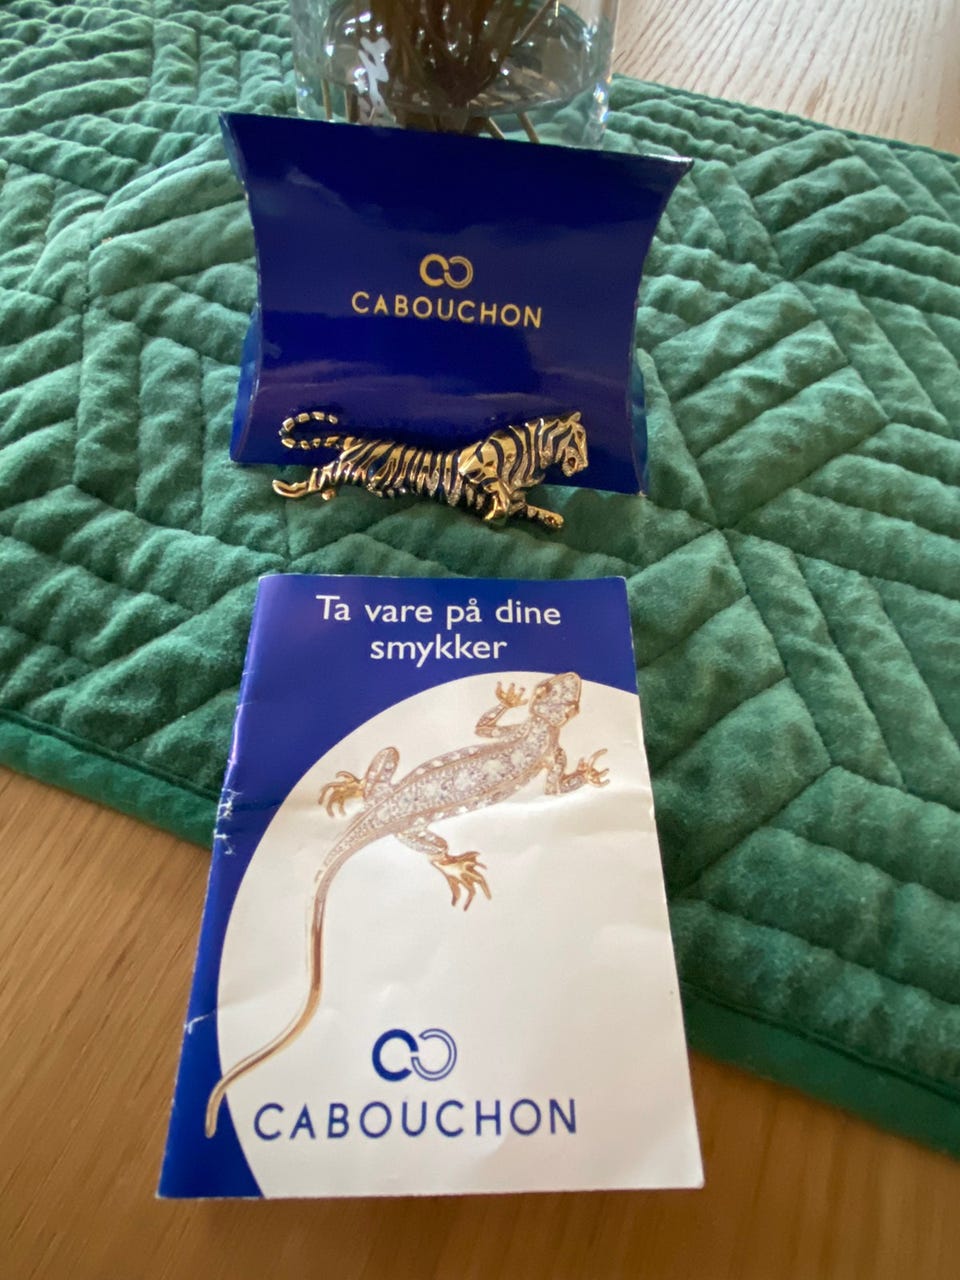 CABOUCHON
Ta vare på dine
smykker
CABOUCHON